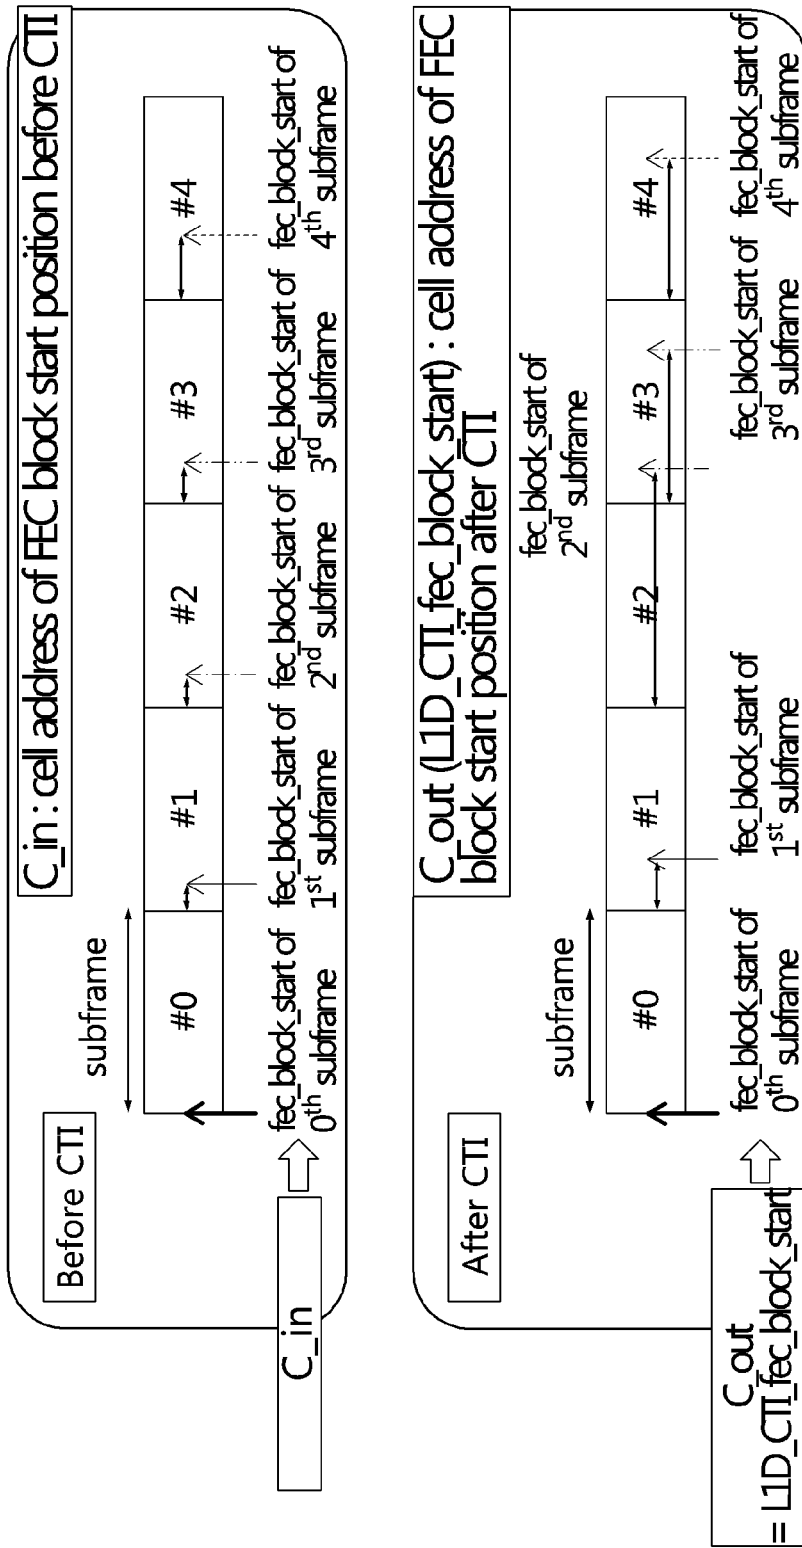 C_in : cell address of FEC block start position before CTI
Before CTI
subframe
#0
#1
#2
#3
#4
C_in
fec_block_start of
0th subframe
fec_block_start of
1st subframe
fec_block_start of
2nd subframe
fec_block_start of
3rd subframe
fec_block_start of
4th subframe
C_out (L1D_CTI_fec_block_start) : cell address of FEC
block start position after CTI
After CTI
subframe
fec_block_start of
2nd subframe
#0
#1
#2
#3
#4
C_out
= L1D_CTI_fec_block_start
fec_block_start of
0th subframe
fec_block_start of
1st subframe
fec_block_start of
3rd subframe
fec_block_start of
4th subframe